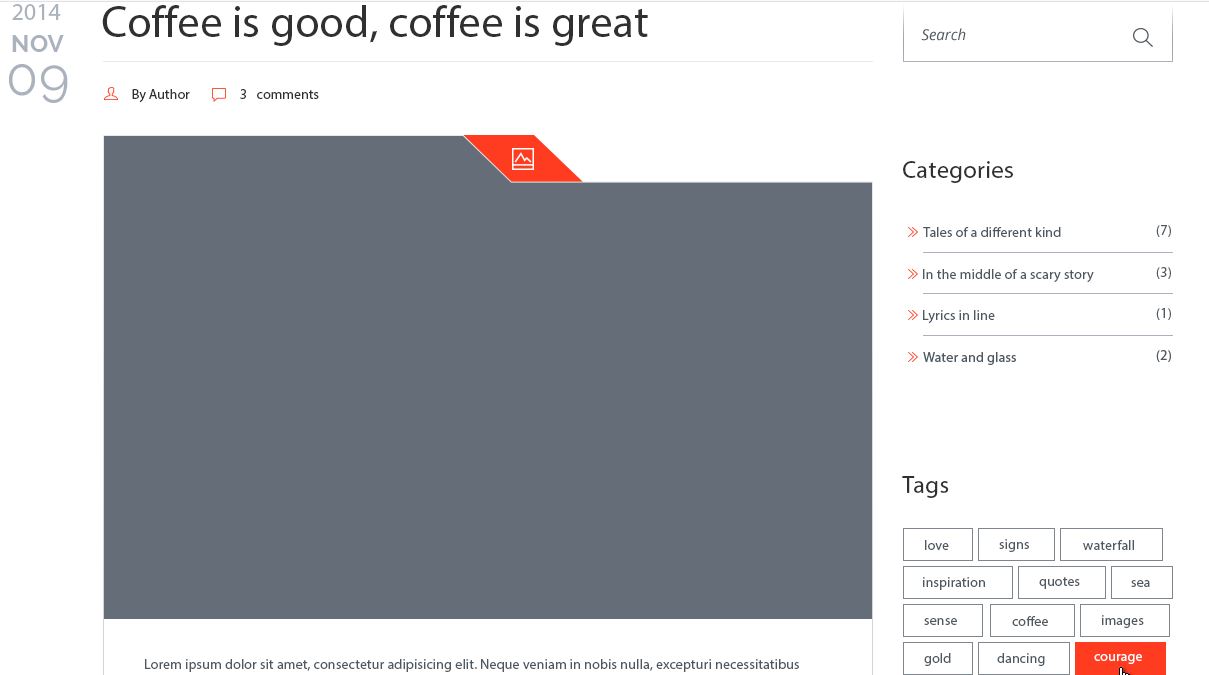 2014
NOV
09
Coffee is good, coffee is great
By Author 3 comments
Lorem ipsum dolor sit amet, consectetur adipisicing elit. Neque veniam in nobis nulla, excepturi necessitatibus
Search
Categories
Tales of a different kind (7)
In the middle of a scary story (3)
Lyrics in line (1)
Water and glass (2)
Tags
love signs waterfall
inspiration quotes sea
sense coffee images
gold dancing courage